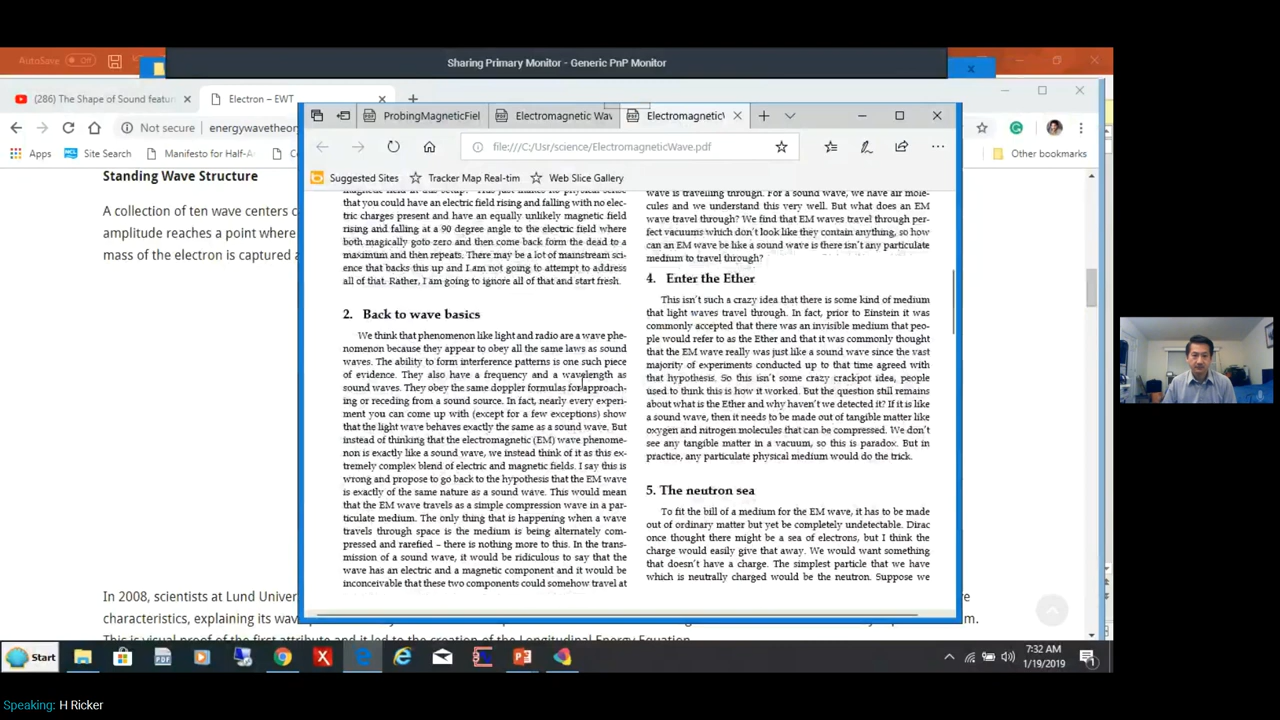 Sharing Primary Monitor - Generic PnP Monitor
AutoSave
Off
x
(286) The Shape of Sound featur
Electron – EWT
Not secure
energywavetheor
Apps
Site Search
Manifesto for Half-A
Other bookmarks
Standing Wave Structure
A collection of ten wave centers c
amplitude reaches a point where
mass of the electron is captured a
In 2008, scientists at Lund Univer
characteristics, explaining its wav
This is visual proof of the first attribute and it led to the creation of the Longitudinal Energy Equation.
ProbingMagneticFiel
Electromagnetic Wav
Electromagnetic\
file:///C:/Usr/science/ElectromagneticWave.pdf
Suggested Sites
Tracker Map Real-tim
Web Slice Gallery
that you could have an electric field rising and falling with no elec-
tric charges present and have an equally unlikely magnetic field
rising and falling at a 90 degree angle to the electric field where
both magically goto zero and then come back form the dead to a
maximum and then repeats. There may be a lot of mainstream sci-
ence that backs this up and I am not going to attempt to address
all of that. Rather, I am going to ignore all of that and start fresh.
2. Back to wave basics
We think that phenomenon like light and radio are a wave phe-
nomenon because they appear to obey all the same laws as sound
waves. The ability to form interference patterns is one such piece
of evidence. They also have a frequency and a wavelength as
sound waves. They obey the same doppler formulas for approach-
ing or receding from a sound source. In fact, nearly every experi-
ment you can come up with (except for a few exceptions) show
that the light wave behaves exactly the same as a sound wave. But
instead of thinking that the electromagnetic (EM) wave phenome-
non is exactly like a sound wave, we instead think of it as this ex-
tremely complex blend of electric and magnetic fields. I say this is
wrong and propose to go back to the hypothesis that the EM wave
is exactly of the same nature as a sound wave. This would mean
that the EM wave travels as a simple compression wave in a par-
ticulate medium. The only thing that is happening when a wave
travels through space is the medium is being alternately com-
pressed and rarefied – there is nothing more to this. In the trans-
mission of a sound wave, it would be ridiculous to say that the
wave has an electric and a magnetic component and it would be
inconceivable that these two components could somehow travel at
wave is travelling through. For a sound wave, we have air mole-
cules and we understand this very well. But what does an EM
wave travel through? We find that EM waves travel through per-
fect vacuums which don't look like they contain anything, so how
can an EM wave be like a sound wave is there isn't any particulate
medium to travel through?
4. Enter the Ether
This isn't such a crazy idea that there is some kind of medium
that light waves travel through. In fact, prior to Einstein it was
commonly accepted that there was an invisible medium that peo-
ple would refer to as the Ether and that it was commonly thought
that the EM wave really was just like a sound wave since the vast
majority of experiments conducted up to that time agreed with
that hypothesis. So this isn't some crazy crackpot idea, people
used to think this is how it worked. But the question still remains
about what is the Ether and why haven't we detected it? If it is like
a sound wave, then it needs to be made out of tangible matter like
oxygen and nitrogen molecules that can be compressed. We don't
see any tangible matter in a vacuum, so this is paradox. But in
practice, any particulate physical medium would do the trick.
5. The neutron sea
To fit the bill of a medium for the EM wave, it has to be made
out of ordinary matter but yet be completely undetectable. Dirac
once thought there might be a sea of electrons, but I think the
charge would easily give that away. We would want something
that doesn't have a charge. The simplest particle that we have
which is neutrally charged would be the neutron. Suppose we
Start
7:32 AM
1/19/2019
Speaking: H Ricker